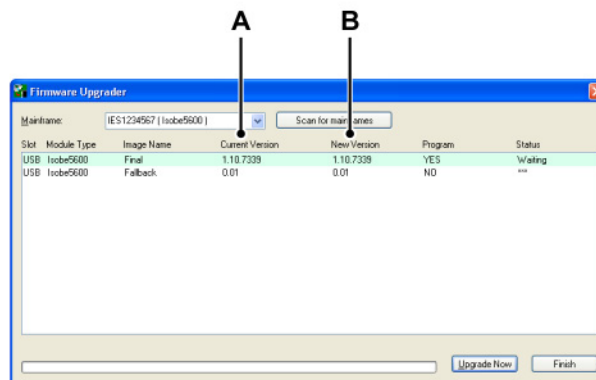 A B
Firmware Upgrader
Mainframe: IES1234567 ( Isobe5600 ) Scan for mainframes
Slot Module Type Image Name Current Version New Version Program Status
USB Isobe5600 Final 1.10.7339 1.10.7339 YES Waiting
USB Isobe5600 Fallback 0.01 0.01 NO ***
Upgrade Now Finish